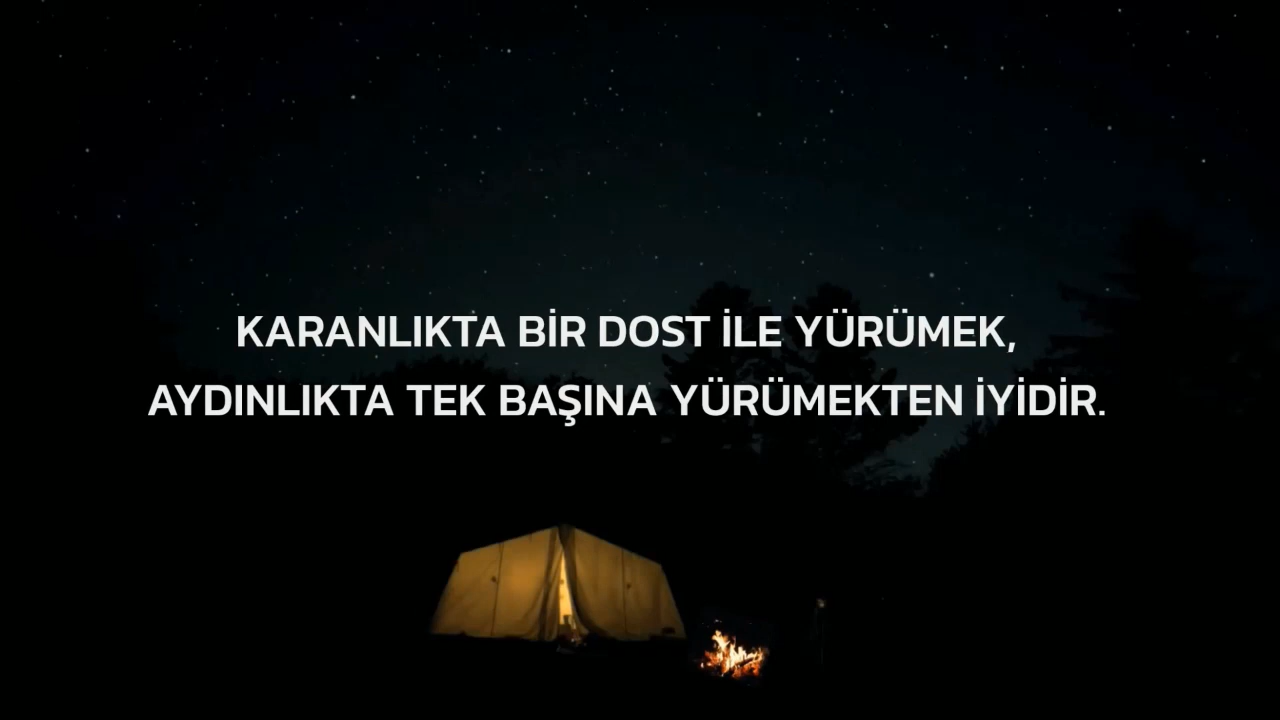 KARANLIKTA BİR DOST İLE YÜRÜMEK,
AYDINLIKTA TEK BAŞINA YÜRÜMEKTEN İYİDİR.